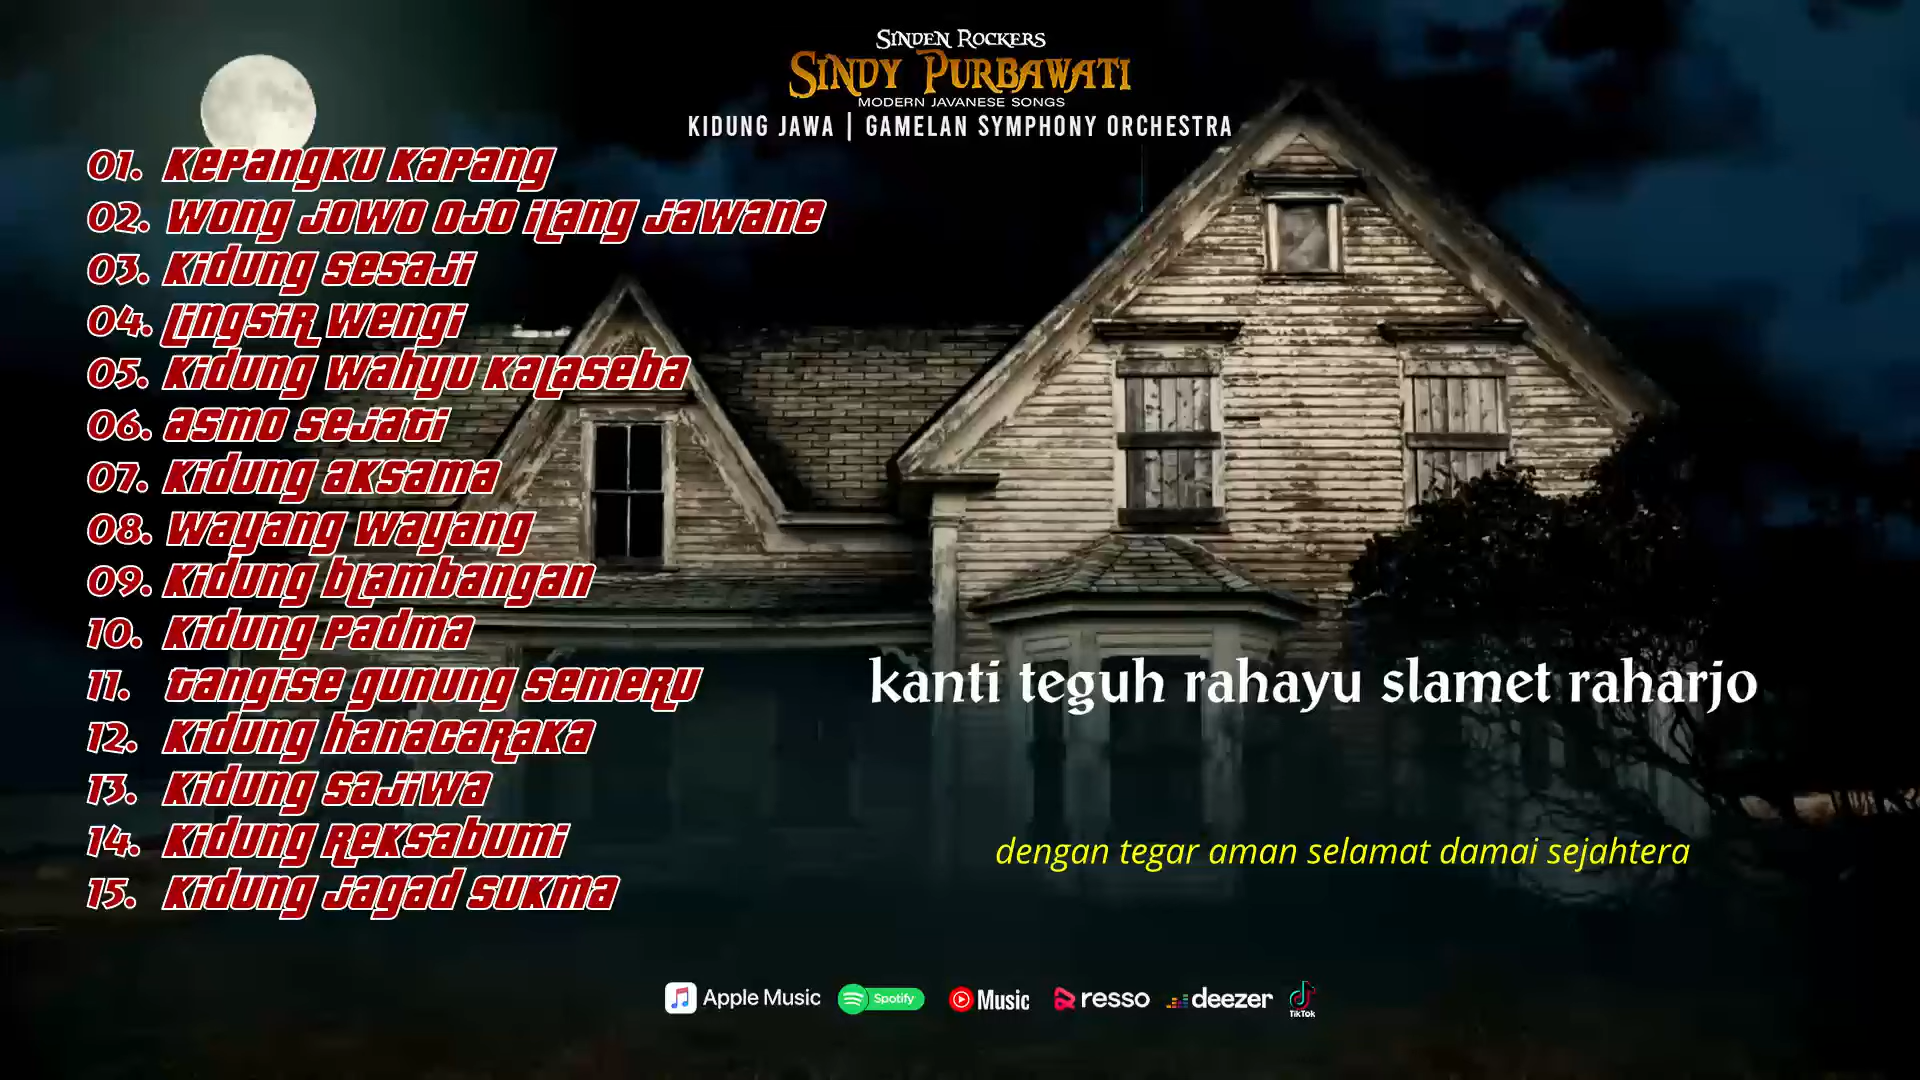 SINDEN ROCKERS
SINDY PURBAWATI
MODERN JAVANESE SONGS
KIDUNG JAWA | GAMELAN SYMPHONY ORCHESTRA
01. Kepangku Kapang
02. Wong Jowo Ojo Ilang Jawane
03. Kidung Sesaji
04. Lingsir Wengi
05. Kidung Wahyu Kalaseba
06. Asmo Sejati
07. Kidung Aksama
08. Wayang Wayang
09. Kidung Blambangan
10. Kidung Padma
11. Tangise Gunung Semeru
12. Kidung Hanacaraka
13. Kidung Sajiwa
14. Kidung Reksabumi
15. Kidung Jagad Sukma
kanti teguh rahayu slamet raharjo
dengan tegar aman selamat damai sejahtera
Apple Music Spotify Music resso deezer TikTok